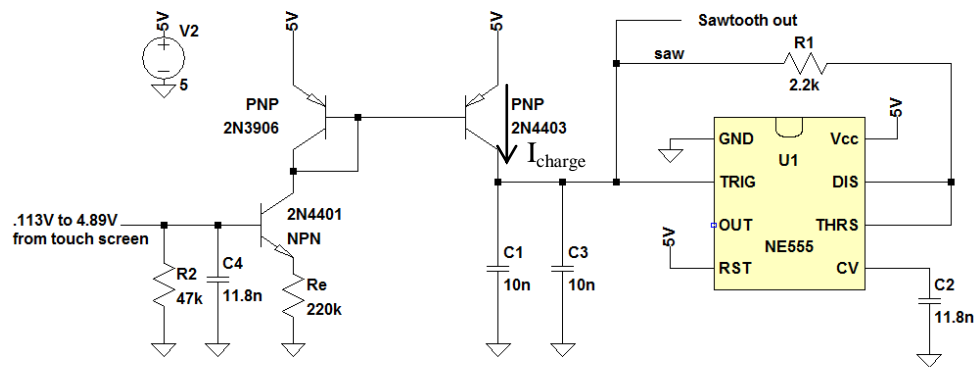 5V
V2
5
5V
5V
Sawtooth out
saw
R1
2.2k
PNP
2N3906
PNP
2N4403
Icharge
5V
GND
Vcc
U1
TRIG
DIS
OUT
THRS
NE555
RST
CV
5V
.113V to 4.89V
from touch screen
2N4401
NPN
R2
47k
C4
11.8n
Re
220k
C1
10n
C3
10n
C2
11.8n